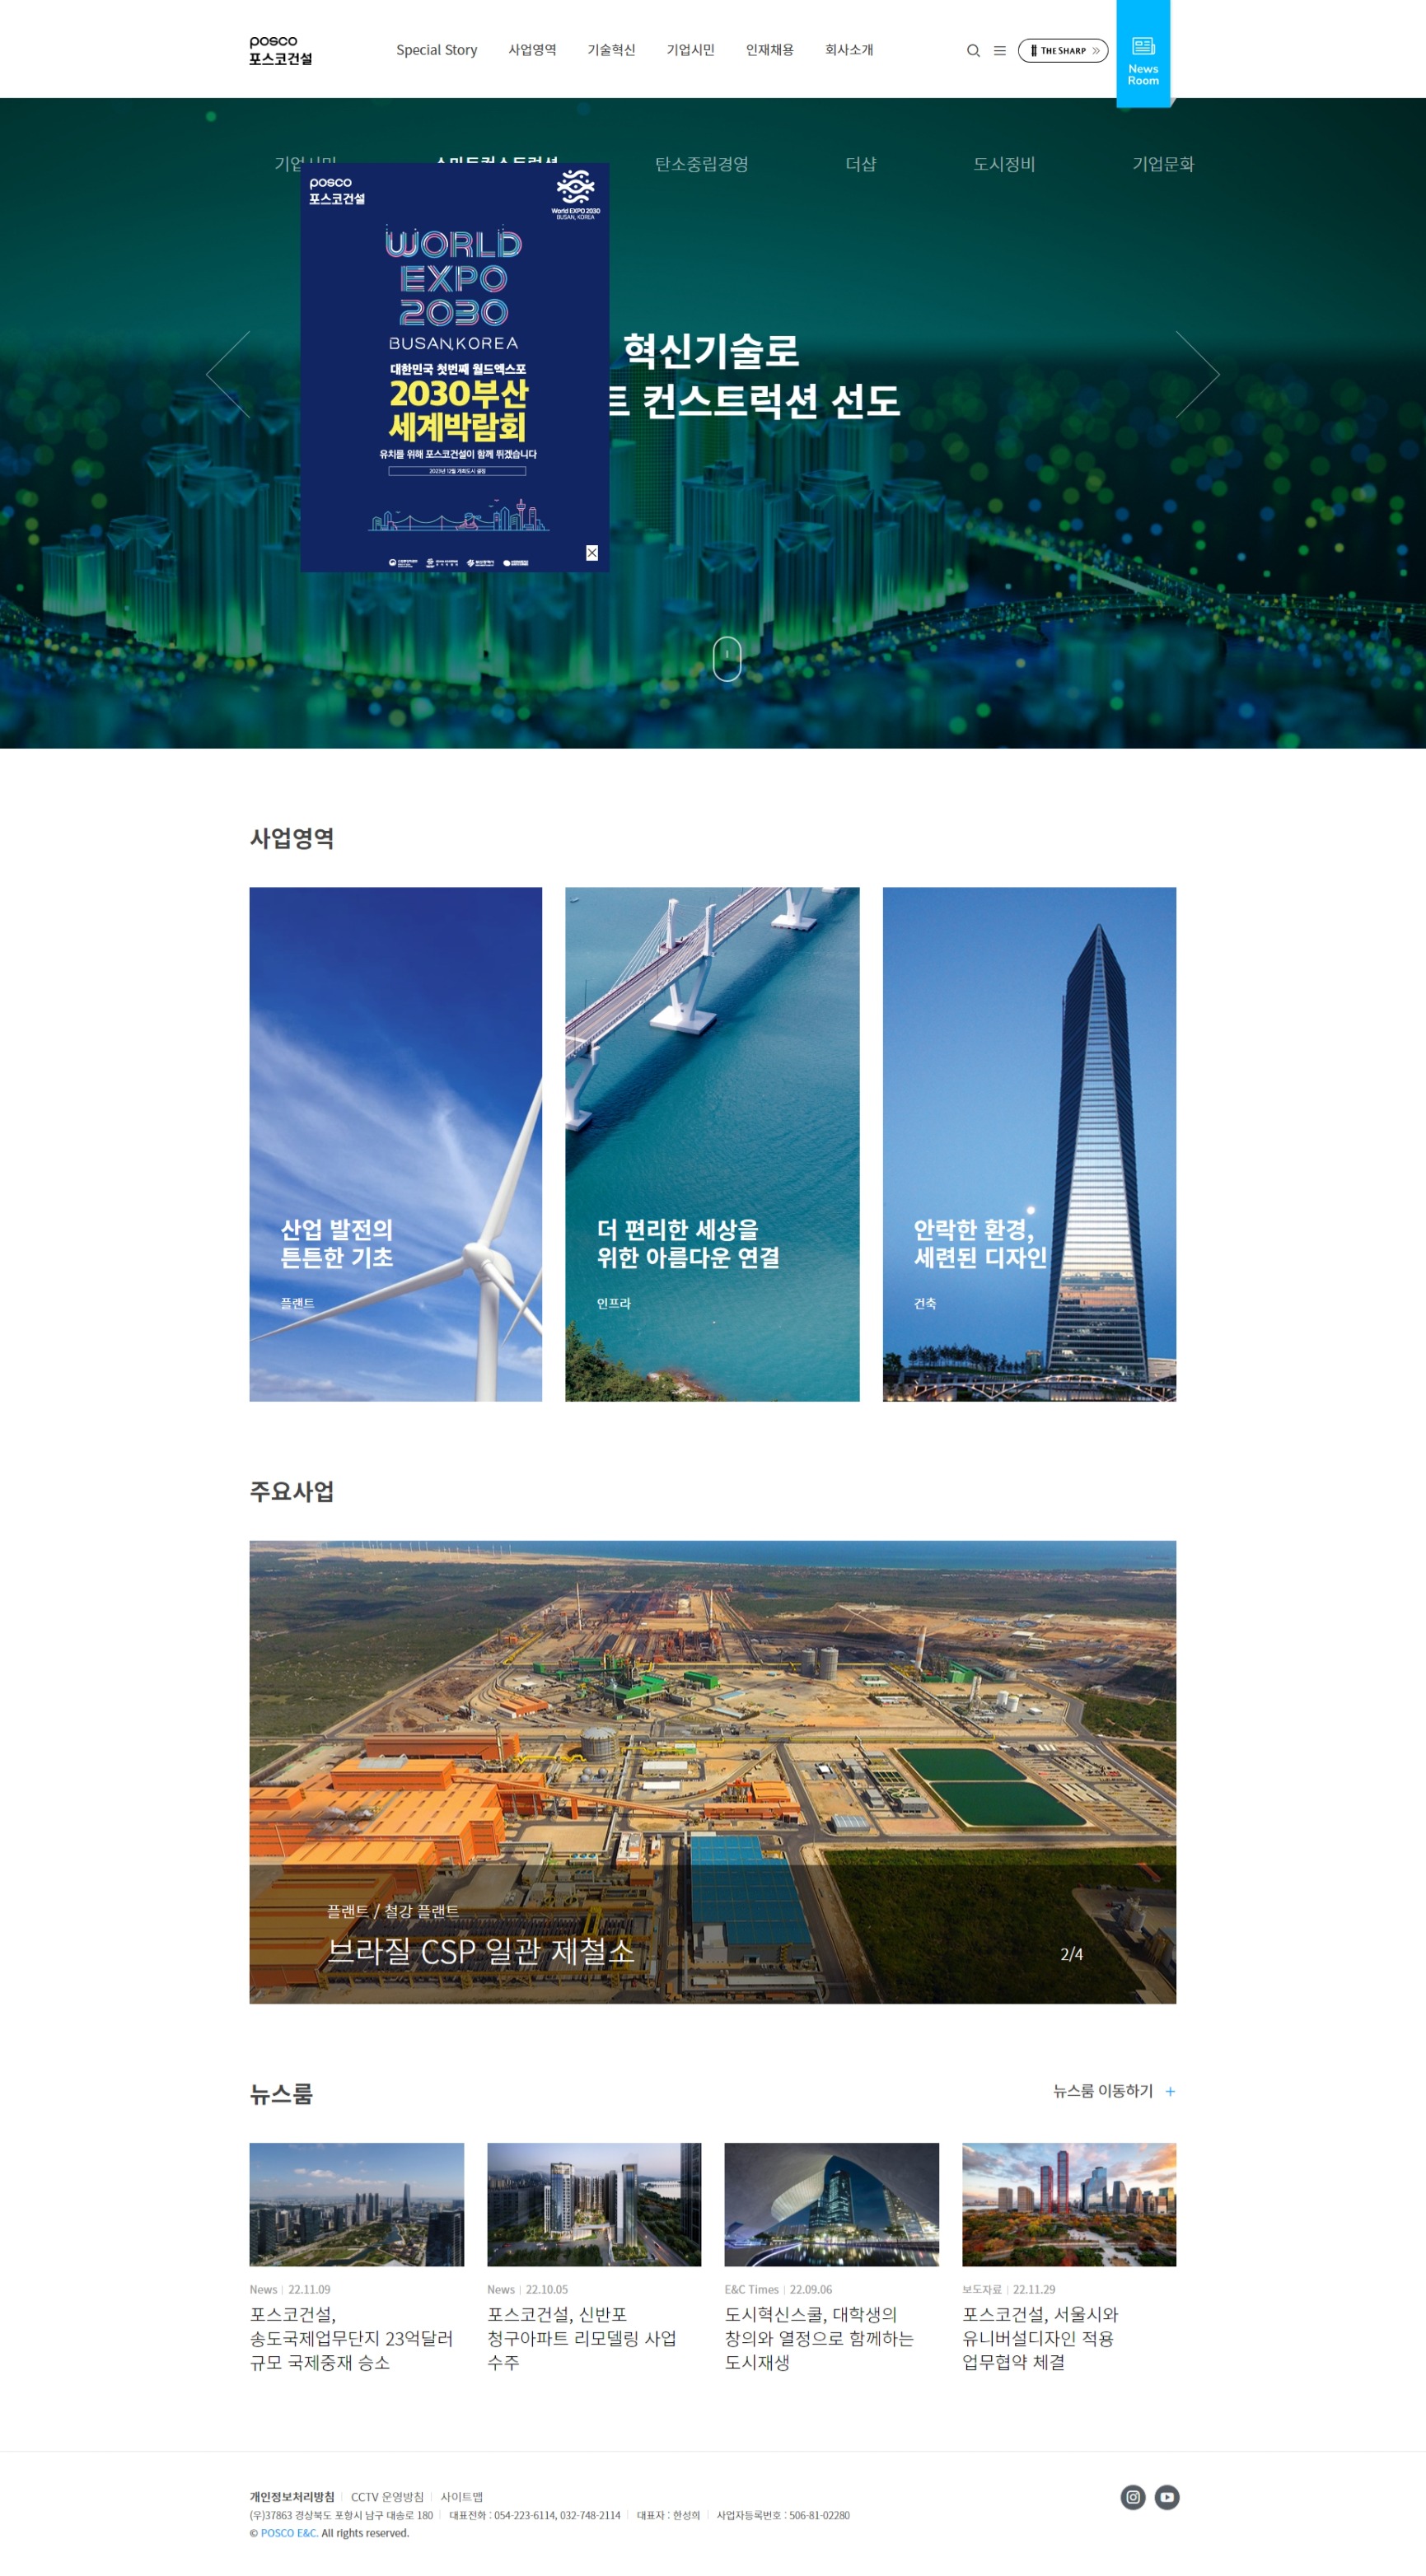 posco
포스코건설
Special Story
사업영역
기술혁신
기업시민
인재채용
회사소개
THE SHARP
News
Room
기업시민
스마트컨스트럭션
탄소중립경영
더샵
도시정비
기업문화
posco
포스코건설
World EXPO 2030
BUSAN, KOREA
WORLD
EXPO
2030
BUSAN, KOREA
대한민국 첫번째 월드엑스포
2030부산
세계박람회
유치를 위해 포스코건설이 함께 뛰겠습니다
2023년 12월 개최도시 결정
혁신기술로
트 컨스트럭션 선도
사업영역
산업 발전의
튼튼한 기초
플랜트
더 편리한 세상을
위한 아름다운 연결
인프라
안락한 환경,
세련된 디자인
건축
주요사업
플랜트 / 철강 플랜트
브라질 CSP 일관 제철소
2/4
뉴스룸
뉴스룸 이동하기 +
News | 22.11.09
포스코건설,
송도국제업무단지 23억달러
규모 국제중재 승소
News | 22.10.05
포스코건설, 신반포
청구아파트 리모델링 사업
수주
E&C Times | 22.09.06
도시혁신스쿨, 대학생의
창의와 열정으로 함께하는
도시재생
보도자료 | 22.11.29
포스코건설, 서울시와
유니버설디자인 적용
업무협약 체결
개인정보처리방침 | CCTV 운영방침 | 사이트맵
(우)37863 경상북도 포항시 남구 대송로 180 | 대표전화 : 054-223-6114, 032-748-2114 | 대표자 : 한성희 | 사업자등록번호 : 506-81-02280
© POSCO E&C. All rights reserved.